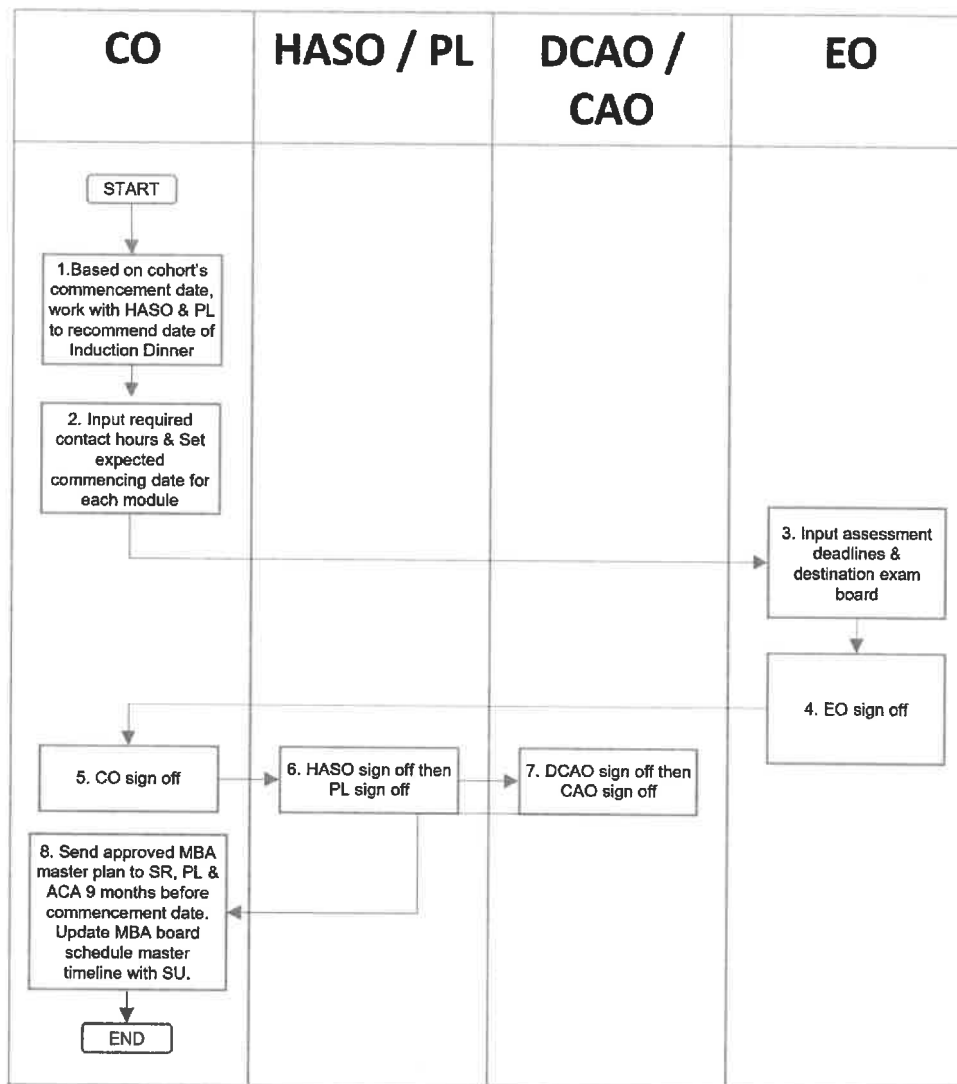 CO
HASO / PL
DCAO /
CAO
EO
START
1.Based on cohort's
commencement date,
work with HASO & PL
to recommend date of
Induction Dinner
2. Input required
contact hours & Set
expected
commencing date for
each module
3. Input assessment
deadlines &
destination exam
board
4. EO sign off
5. CO sign off
6. HASO sign off then
PL sign off
7. DCAO sign off then
CAO sign off
8. Send approved MBA
master plan to SR, PL &
ACA 9 months before
commencement date.
Update MBA board
schedule master
timeline with SU.
END